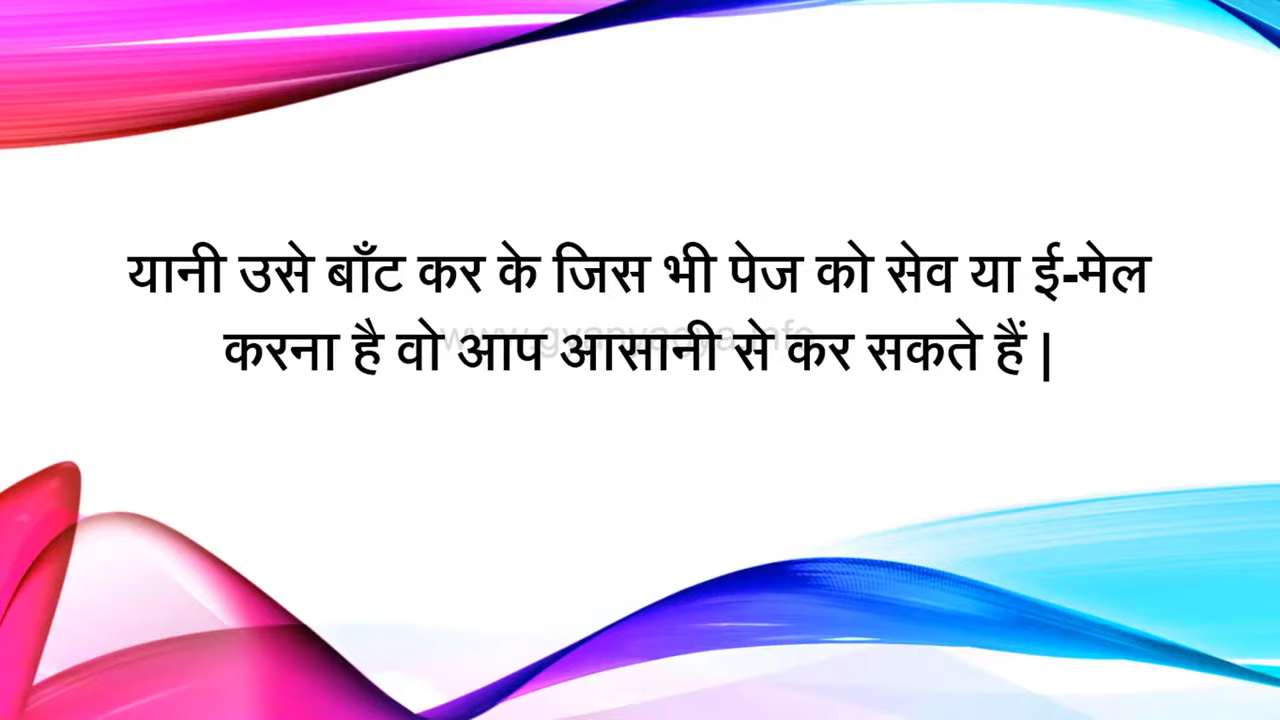 यानी उसे बाँट कर के जिस भी पेज को सेव या ई-मेल
करना है वो आप आसानी से कर सकते हैं |